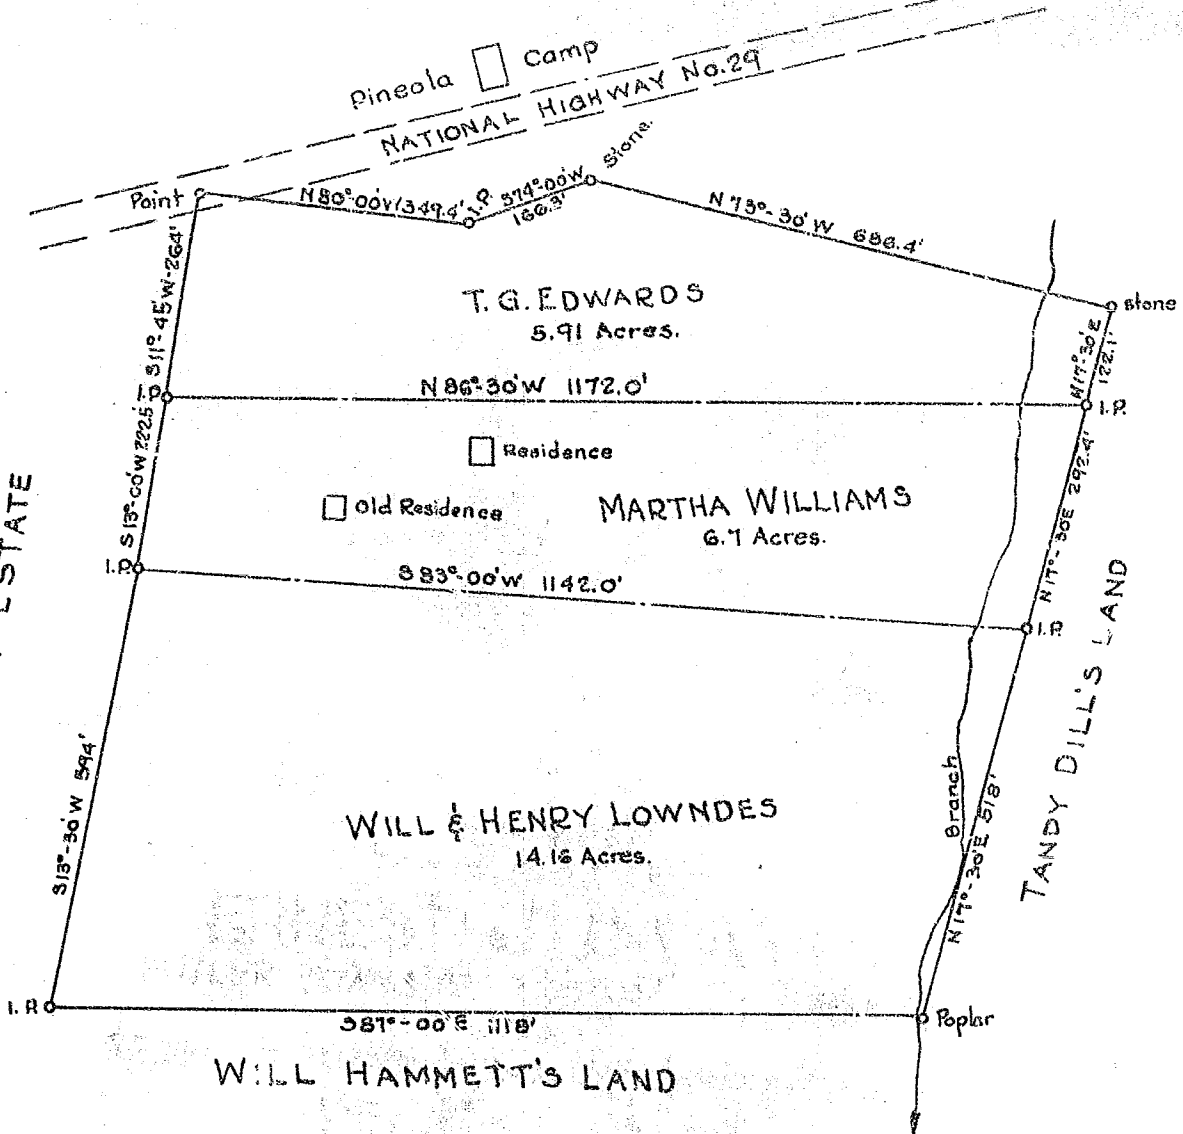 Pineola Camp
NATIONAL HIGHWAY No.29
Stone.
Point
N80°-00'W 349.4'
I.P.
S74°-00'W
166.3'
N 73°-30' W 686.4'
stone
S11°-45'W-264'
T. G. EDWARDS
5.91 Acres.
N17°-30'E
122.1'
I.P.
N 86°-30'W 1172.0'
I.P.
S13°-00'W 222.5'
Residence
Old Residence
MARTHA WILLIAMS
6.7 Acres.
N17°-30'E 292.4'
ESTATE
I.P.
S 83°-00'W 1142.0'
I.P.
TANDY DILL'S LAND
S13°-30'W 594'
WILL & HENRY LOWNDES
14.16 Acres.
Branch
N17°-30'E 518'
I.P.
S87°-00'E 1118'
Poplar
WILL HAMMETT'S LAND